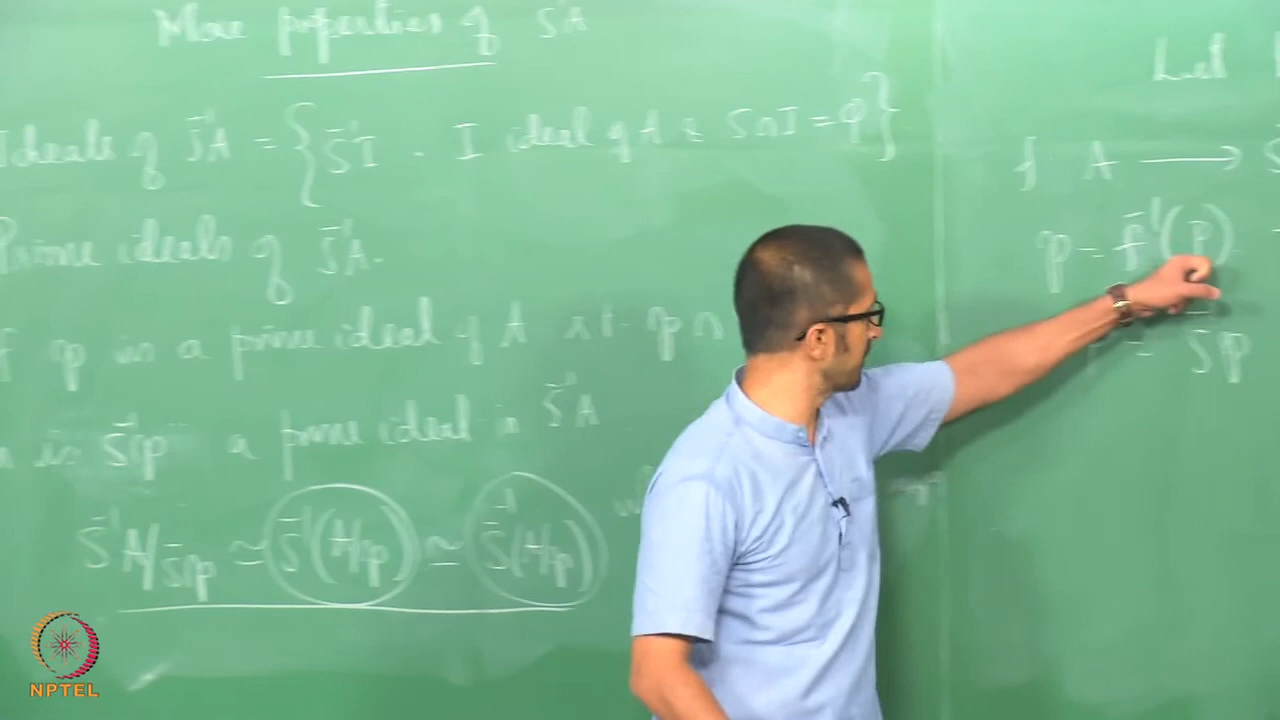 More properties of S⁻¹A
Ideals of S⁻¹A = { S⁻¹I . I ideal of A & S∩I = φ }
Prime ideals of S⁻¹A.
If 𝔭 is a prime ideal of A s.t. 𝔭 ∩
is S⁻¹𝔭 a prime ideal in S⁻¹A
S⁻¹A/S⁻¹𝔭 ≃ S⁻¹(A/𝔭) ≃ S̄⁻¹(A/𝔭)
Let
f A → S
𝔭 = f⁻¹(P)
= S⁻¹𝔭
NPTEL